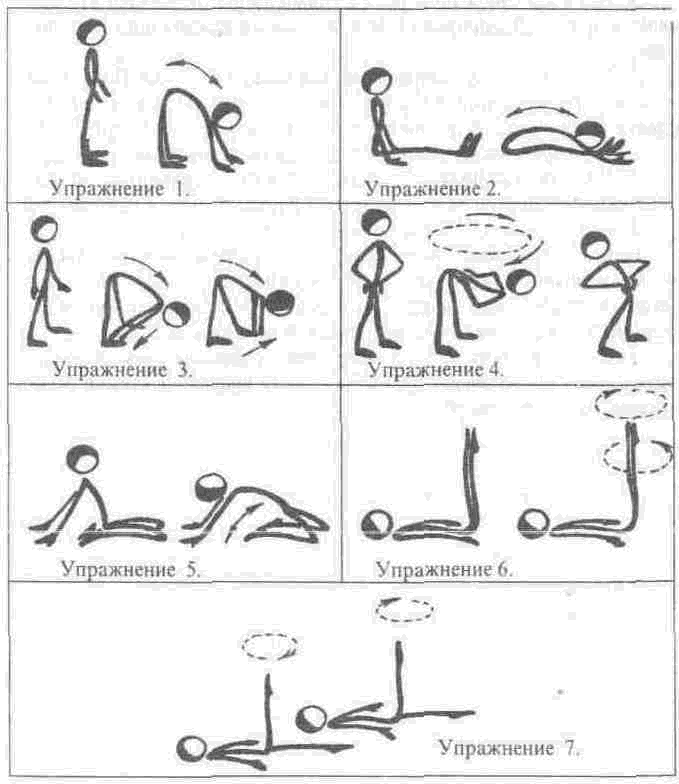 Упражнение 1.
Упражнение 2.
Упражнение 3.
Упражнение 4.
Упражнение 5.
Упражнение 6.
Упражнение 7.